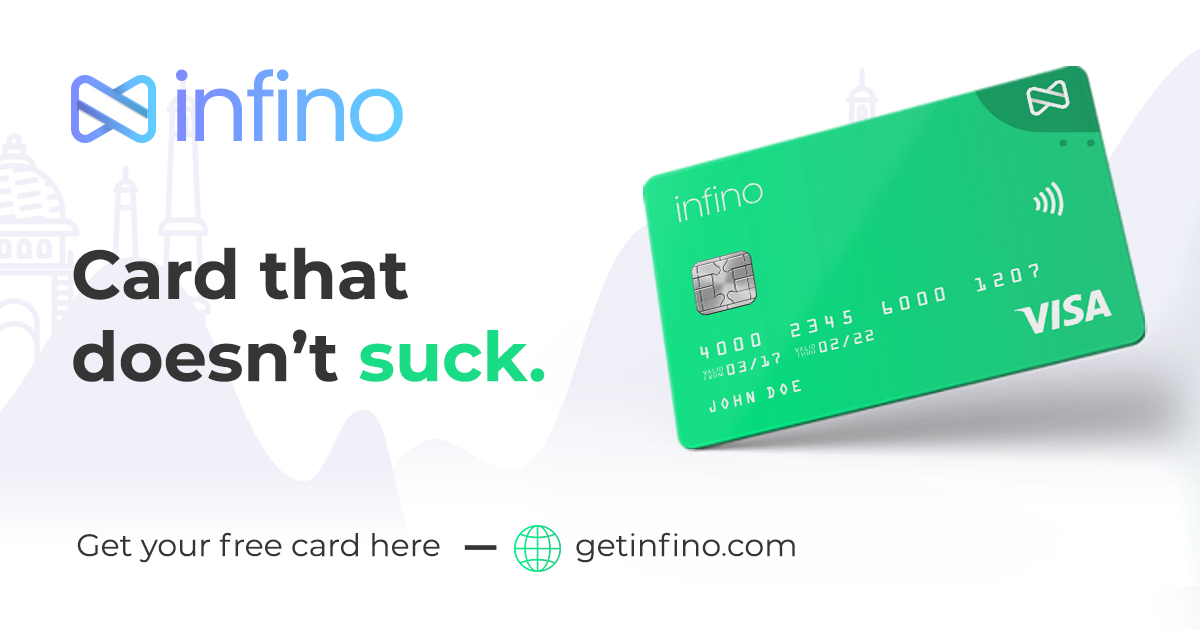 infino
Card that
doesn't suck.
Get your free card here — getinfino.com
infino
4000 2345 6000 1207
VALID FROM 03/17 VALID THRU 02/22
JOHN DOE
VISA